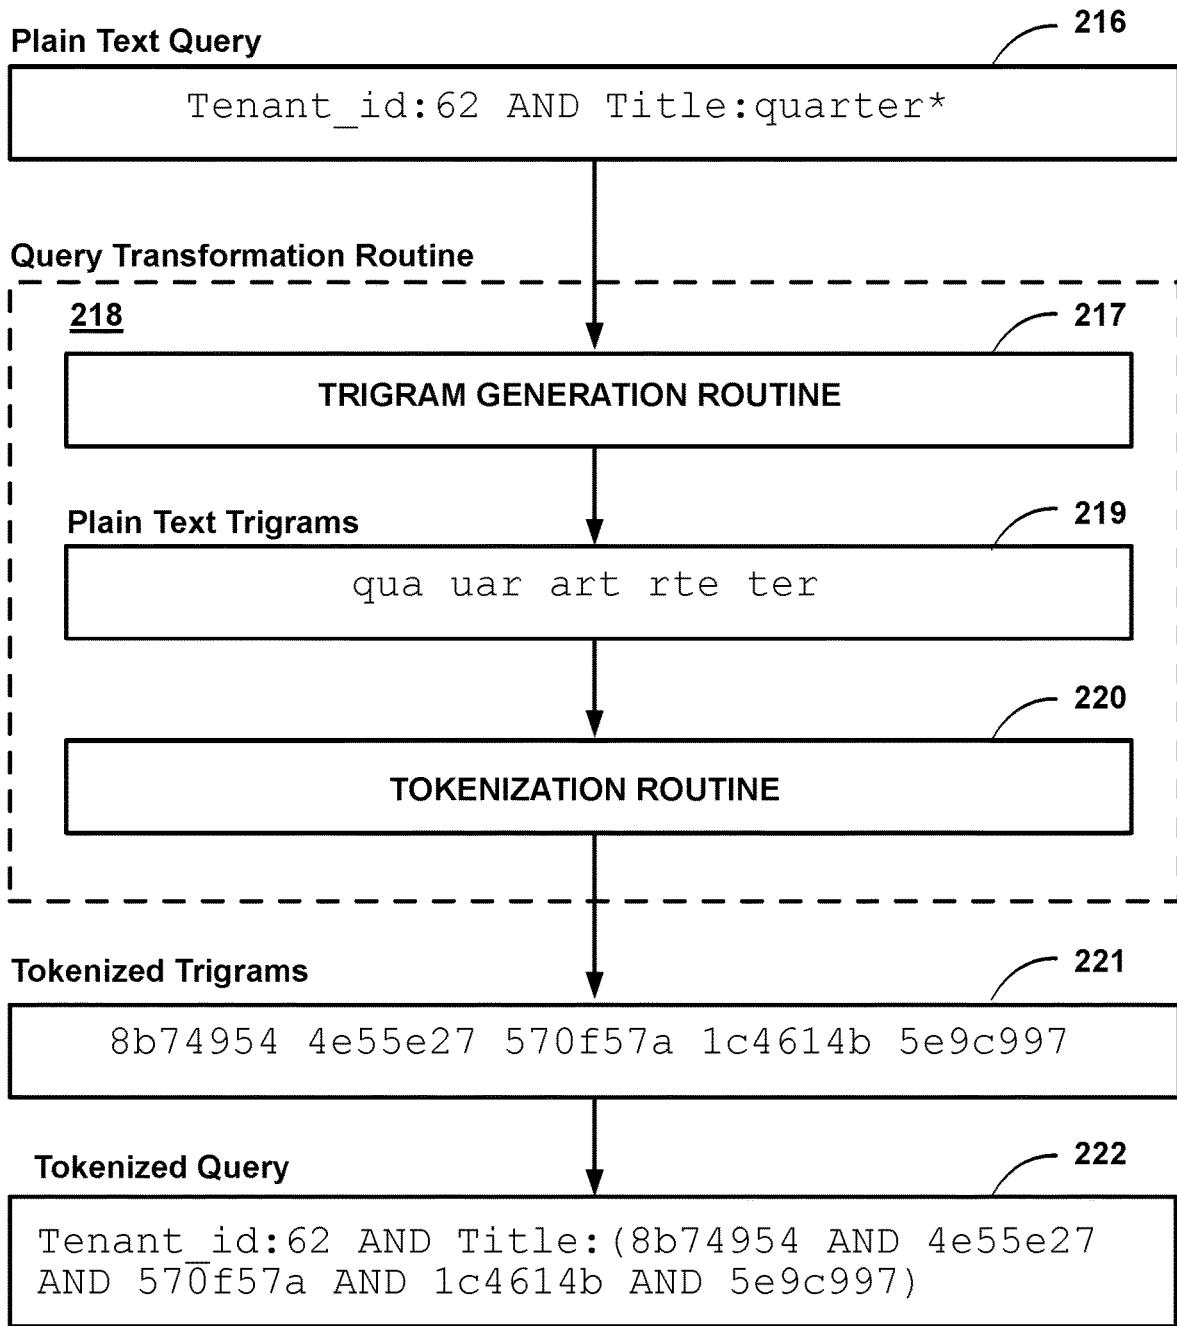 216
Plain Text Query
Tenant_id:62 AND Title:quarter*
Query Transformation Routine
218
217
TRIGRAM GENERATION ROUTINE
Plain Text Trigrams
219
qua uar art rte ter
220
TOKENIZATION ROUTINE
Tokenized Trigrams
221
8b74954 4e55e27 570f57a 1c4614b 5e9c997
Tokenized Query
222
Tenant_id:62 AND Title:(8b74954 AND 4e55e27
AND 570f57a AND 1c4614b AND 5e9c997)